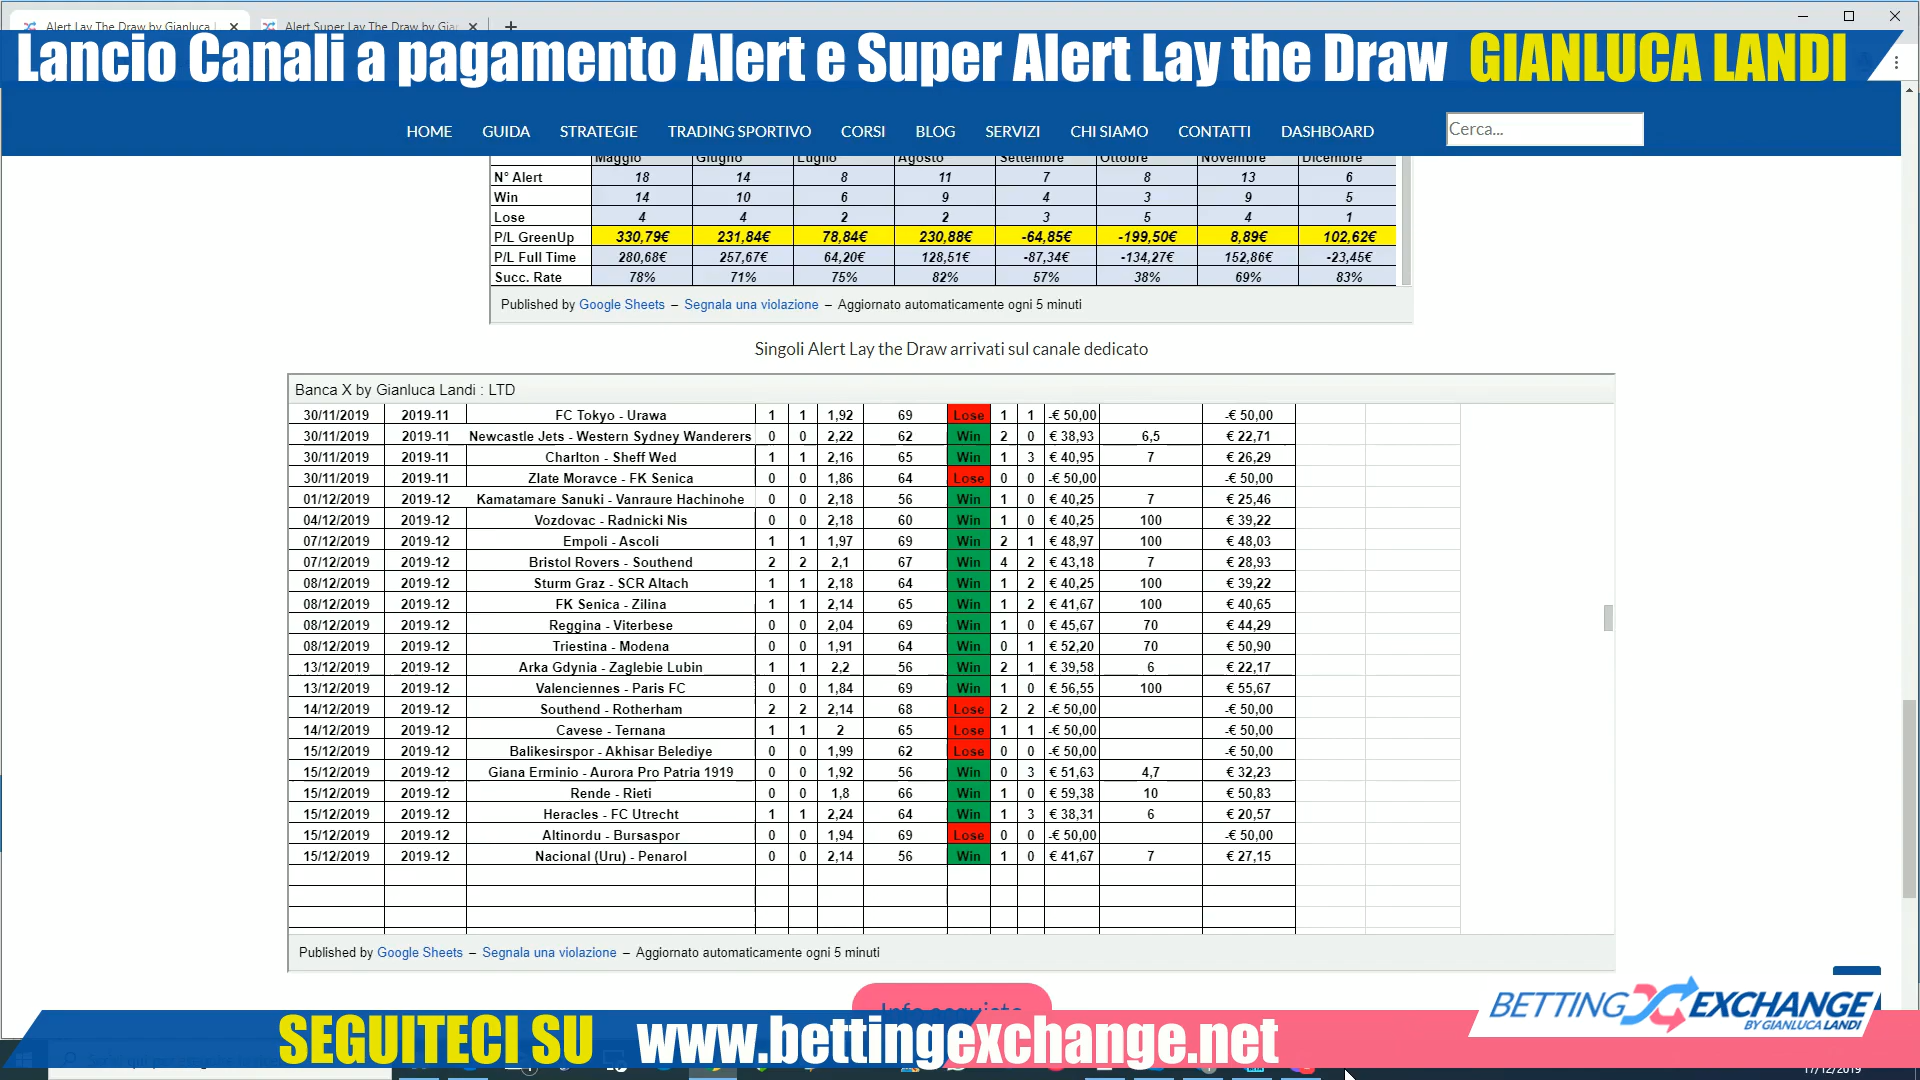 Alert Lay The Draw by Gianluca
Alert Super Lay The Draw by Gia
Lancio Canali a pagamento Alert e Super Alert Lay the Draw GIANLUCA LANDI
HOME GUIDA STRATEGIE TRADING SPORTIVO CORSI BLOG SERVIZI CHI SIAMO CONTATTI DASHBOARD Cerca...
Maggio Giugno Luglio Agosto Settembre Ottobre Novembre Dicembre
N° Alert 18 14 8 11 7 8 13 6
Win 14 10 6 9 4 3 9 5
Lose 4 4 2 2 3 5 4 1
P/L GreenUp 330,79€ 231,84€ 78,84€ 230,88€ -64,85€ -199,50€ 8,89€ 102,62€
P/L Full Time 280,68€ 257,67€ 64,20€ 128,51€ -87,34€ -134,27€ 152,86€ -23,45€
Succ. Rate 78% 71% 75% 82% 57% 38% 69% 83%
Published by Google Sheets – Segnala una violazione – Aggiornato automaticamente ogni 5 minuti
Singoli Alert Lay the Draw arrivati sul canale dedicato
Banca X by Gianluca Landi : LTD
30/11/2019 2019-11 FC Tokyo - Urawa 1 1 1,92 69 Lose 1 1 -€ 50,00 -€ 50,00
30/11/2019 2019-11 Newcastle Jets - Western Sydney Wanderers 0 0 2,22 62 Win 2 0 € 38,93 6,5 € 22,71
30/11/2019 2019-11 Charlton - Sheff Wed 1 1 2,16 65 Win 1 3 € 40,95 7 € 26,29
30/11/2019 2019-11 Zlate Moravce - FK Senica 0 0 1,86 64 Lose 0 0 -€ 50,00 -€ 50,00
01/12/2019 2019-12 Kamatamare Sanuki - Vanraure Hachinohe 0 0 2,18 56 Win 1 0 € 40,25 7 € 25,46
04/12/2019 2019-12 Vozdovac - Radnicki Nis 0 0 2,18 60 Win 1 0 € 40,25 100 € 39,22
07/12/2019 2019-12 Empoli - Ascoli 1 1 1,97 69 Win 2 1 € 48,97 100 € 48,03
07/12/2019 2019-12 Bristol Rovers - Southend 2 2 2,1 67 Win 4 2 € 43,18 7 € 28,93
08/12/2019 2019-12 Sturm Graz - SCR Altach 1 1 2,18 64 Win 1 2 € 40,25 100 € 39,22
08/12/2019 2019-12 FK Senica - Zilina 1 1 2,14 65 Win 1 2 € 41,67 100 € 40,65
08/12/2019 2019-12 Reggina - Viterbese 0 0 2,04 69 Win 1 0 € 45,67 70 € 44,29
08/12/2019 2019-12 Triestina - Modena 0 0 1,91 64 Win 0 1 € 52,20 70 € 50,90
13/12/2019 2019-12 Arka Gdynia - Zaglebie Lubin 1 1 2,2 56 Win 2 1 € 39,58 6 € 22,17
13/12/2019 2019-12 Valenciennes - Paris FC 0 0 1,84 69 Win 1 0 € 56,55 100 € 55,67
14/12/2019 2019-12 Southend - Rotherham 2 2 2,14 68 Lose 2 2 -€ 50,00 -€ 50,00
14/12/2019 2019-12 Cavese - Ternana 1 1 2 65 Lose 1 1 -€ 50,00 -€ 50,00
15/12/2019 2019-12 Balikesirspor - Akhisar Belediye 0 0 1,99 62 Lose 0 0 -€ 50,00 -€ 50,00
15/12/2019 2019-12 Giana Erminio - Aurora Pro Patria 1919 0 0 1,92 56 Win 0 3 € 51,63 4,7 € 32,23
15/12/2019 2019-12 Rende - Rieti 0 0 1,8 66 Win 1 0 € 59,38 10 € 50,83
15/12/2019 2019-12 Heracles - FC Utrecht 1 1 2,24 64 Win 1 3 € 38,31 6 € 20,57
15/12/2019 2019-12 Altinordu - Bursaspor 0 0 1,94 69 Lose 0 0 -€ 50,00 -€ 50,00
15/12/2019 2019-12 Nacional (Uru) - Penarol 0 0 2,14 56 Win 1 0 € 41,67 7 € 27,15
Published by Google Sheets – Segnala una violazione – Aggiornato automaticamente ogni 5 minuti
Info acquisto
SEGUITECI SU www.bettingexchange.net
BETTING EXCHANGE
BY GIANLUCA LANDI
17/12/2019